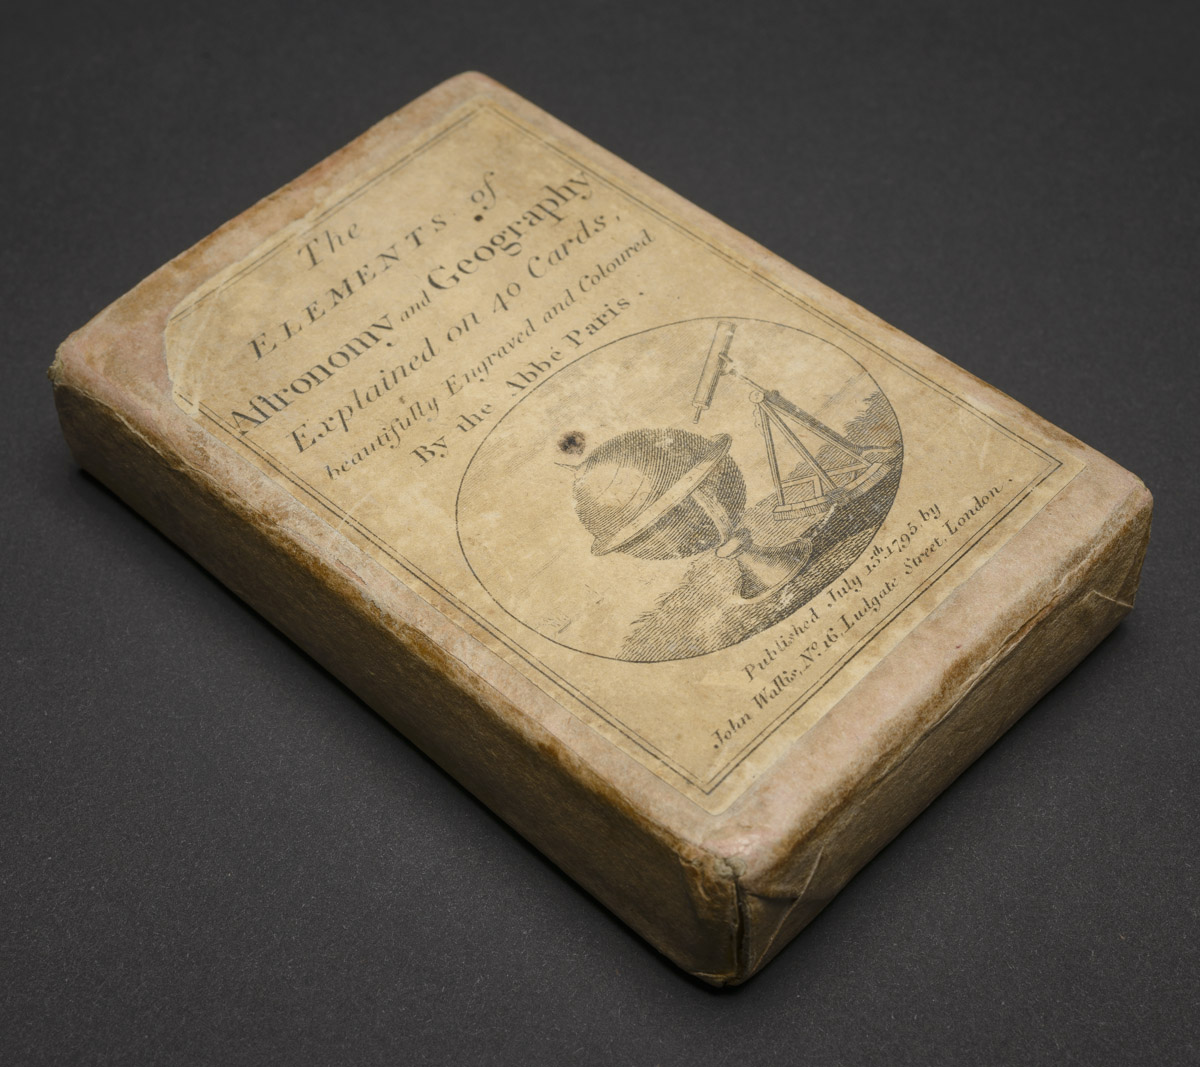 The
ELEMENTS of
Aſtronomy and Geography
Explained on 40 Cards,
beautifully Engraved and Coloured
By the Abbé Paris.
Published July 15th. 1795. by
John Wallis, No. 16, Ludgate Street, London.